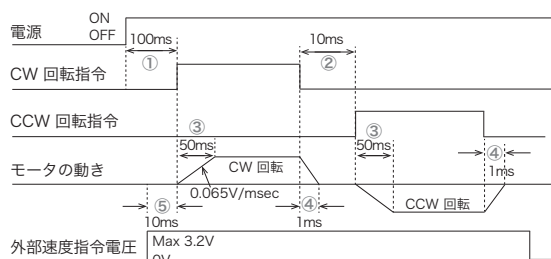 電源 ON
OFF
100ms 10ms
① ②
CW 回転指令
CCW 回転指令
③ ③ ④
50ms 50ms 1ms
モータの動き CW 回転
0.065V/msec CCW 回転
⑤ ④
10ms 1ms
外部速度指令電圧 Max 3.2V
0V